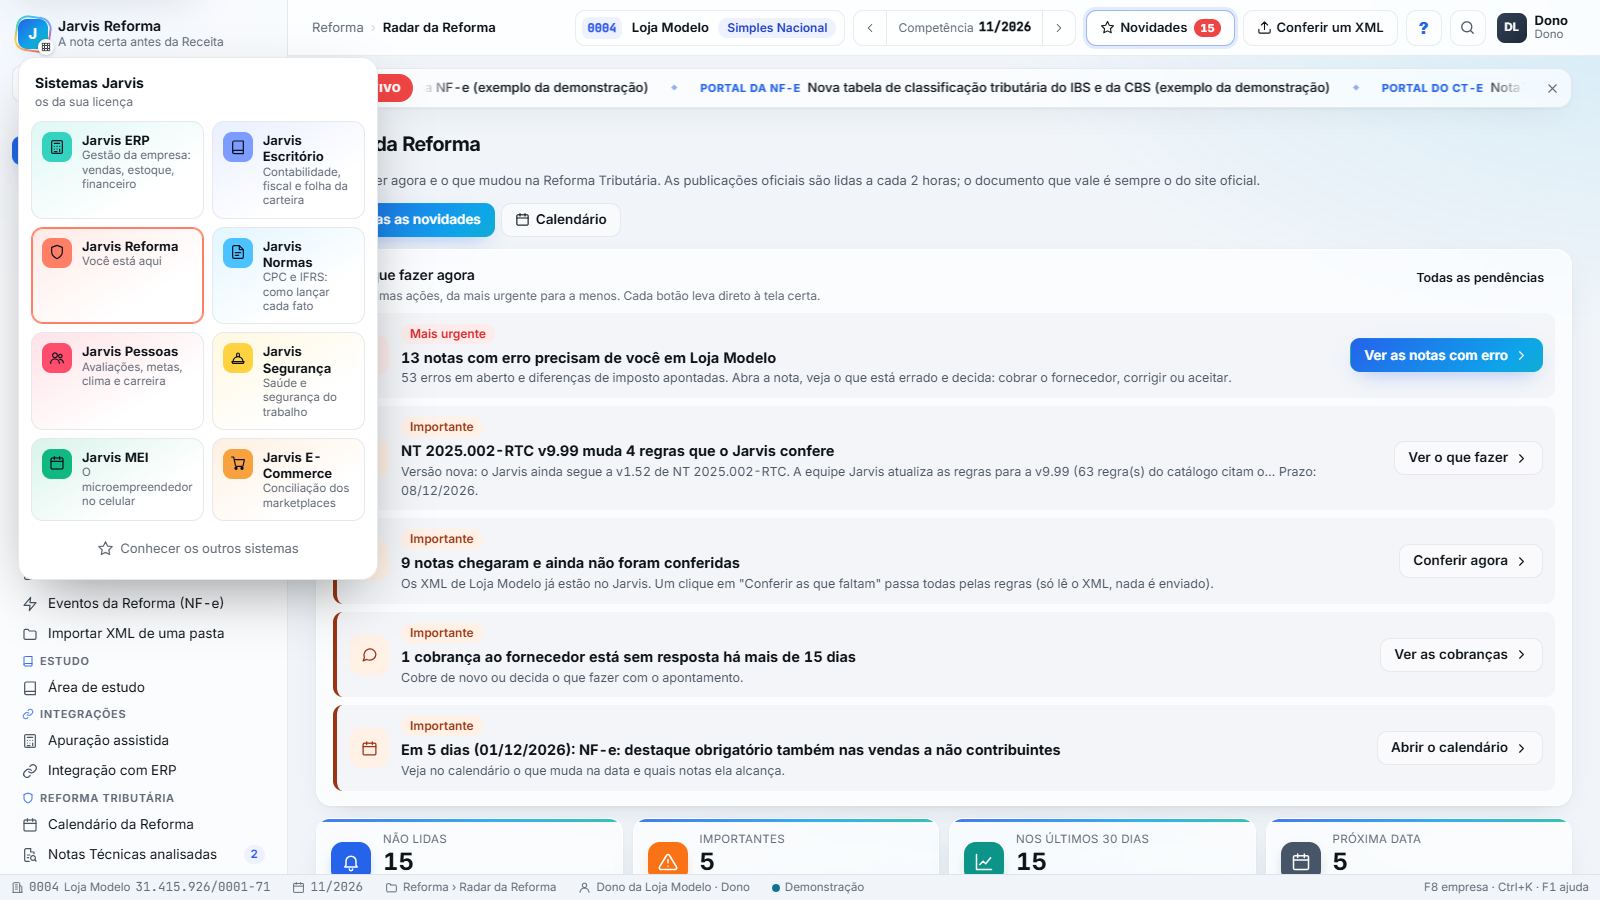 Jarvis Reforma
A nota certa antes da Receita
Reforma › Radar da Reforma
0004 Loja Modelo Simples Nacional
Competência 11/2026
Novidades 15
Conferir um XML
?
DL
Dono
Dono
Sistemas Jarvis
os da sua licença
Jarvis ERP
Gestão da empresa:
vendas, estoque,
financeiro
Jarvis
Escritório
Contabilidade,
fiscal e folha da
carteira
Jarvis Reforma
Você está aqui
Jarvis
Normas
CPC e IFRS:
como lançar
cada fato
Jarvis Pessoas
Avaliações, metas,
clima e carreira
Jarvis
Segurança
Saúde e
segurança do
trabalho
Jarvis MEI
O
microempreendedor
no celular
Jarvis E-
Commerce
Conciliação dos
marketplaces
Conhecer os outros sistemas
IVO
a NF-e (exemplo da demonstração)
PORTAL DA NF-E Nova tabela de classificação tributária do IBS e da CBS (exemplo da demonstração)
PORTAL DO CT-E Nota
da Reforma
er agora e o que mudou na Reforma Tributária. As publicações oficiais são lidas a cada 2 horas; o documento que vale é sempre o do site oficial.
as as novidades
Calendário
ue fazer agora
mas ações, da mais urgente para a menos. Cada botão leva direto à tela certa.
Todas as pendências
Mais urgente
13 notas com erro precisam de você em Loja Modelo
53 erros em aberto e diferenças de imposto apontadas. Abra a nota, veja o que está errado e decida: cobrar o fornecedor, corrigir ou aceitar.
Ver as notas com erro
Importante
NT 2025.002-RTC v9.99 muda 4 regras que o Jarvis confere
Versão nova: o Jarvis ainda segue a v1.52 de NT 2025.002-RTC. A equipe Jarvis atualiza as regras para a v9.99 (63 regra(s) do catálogo citam o... Prazo:
08/12/2026.
Ver o que fazer
Importante
9 notas chegaram e ainda não foram conferidas
Os XML de Loja Modelo já estão no Jarvis. Um clique em "Conferir as que faltam" passa todas pelas regras (só lê o XML, nada é enviado).
Conferir agora
Importante
1 cobrança ao fornecedor está sem resposta há mais de 15 dias
Cobre de novo ou decida o que fazer com o apontamento.
Ver as cobranças
Importante
Em 5 dias (01/12/2026): NF-e: destaque obrigatório também nas vendas a não contribuintes
Veja no calendário o que muda na data e quais notas ela alcança.
Abrir o calendário
Eventos da Reforma (NF-e)
Importar XML de uma pasta
ESTUDO
Área de estudo
INTEGRAÇÕES
Apuração assistida
Integração com ERP
REFORMA TRIBUTÁRIA
Calendário da Reforma
Notas Técnicas analisadas 2
NÃO LIDAS
15
IMPORTANTES
5
NOS ÚLTIMOS 30 DIAS
15
PRÓXIMA DATA
5
0004 Loja Modelo 31.415.926/0001-71
11/2026
Reforma › Radar da Reforma
Dono da Loja Modelo · Dono
Demonstração
F8 empresa · Ctrl+K · F1 ajuda